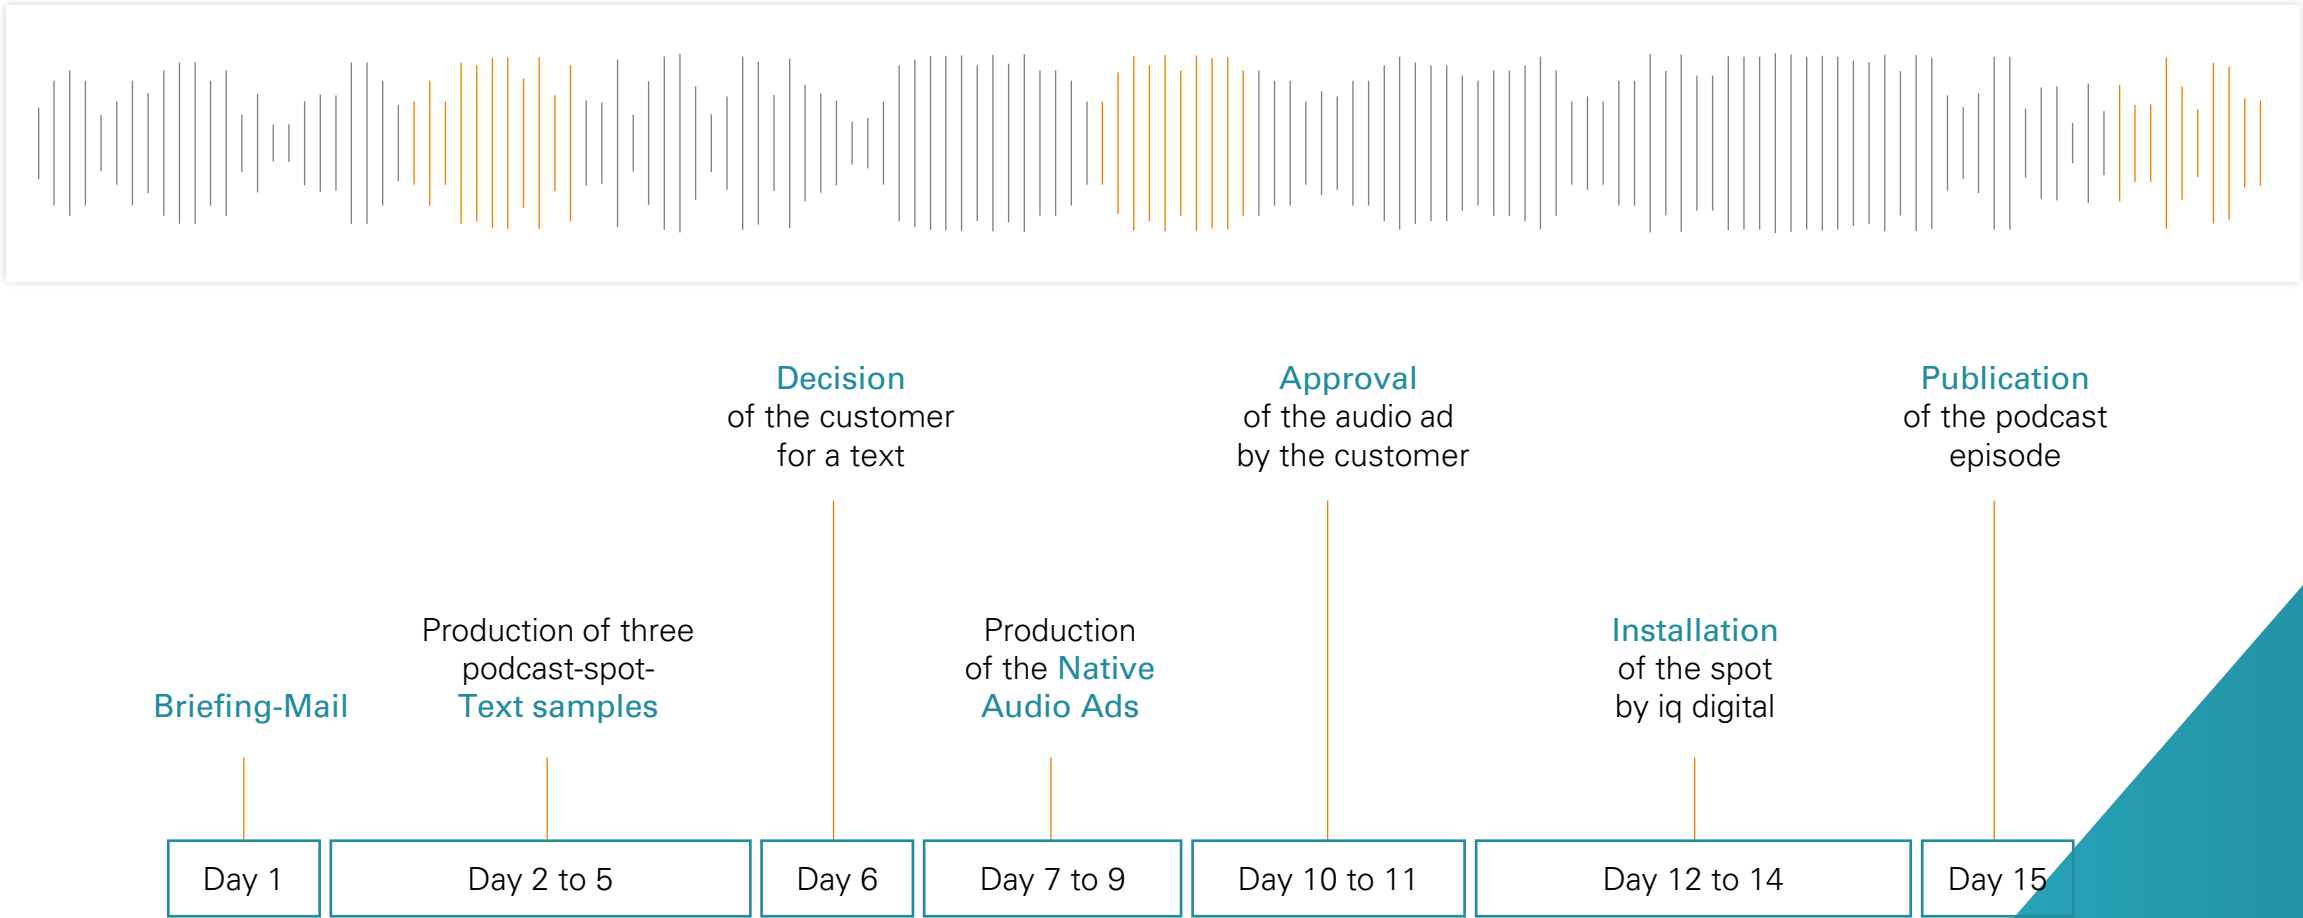 Decision
of the customer
for a text
Approval
of the audio ad
by the customer
Publication
of the podcast
episode
Briefing-Mail
Production of three
podcast-spot-
Text samples
Production
of the Native
Audio Ads
Installation
of the spot
by iq digital
Day 1
Day 2 to 5
Day 6
Day 7 to 9
Day 10 to 11
Day 12 to 14
Day 15